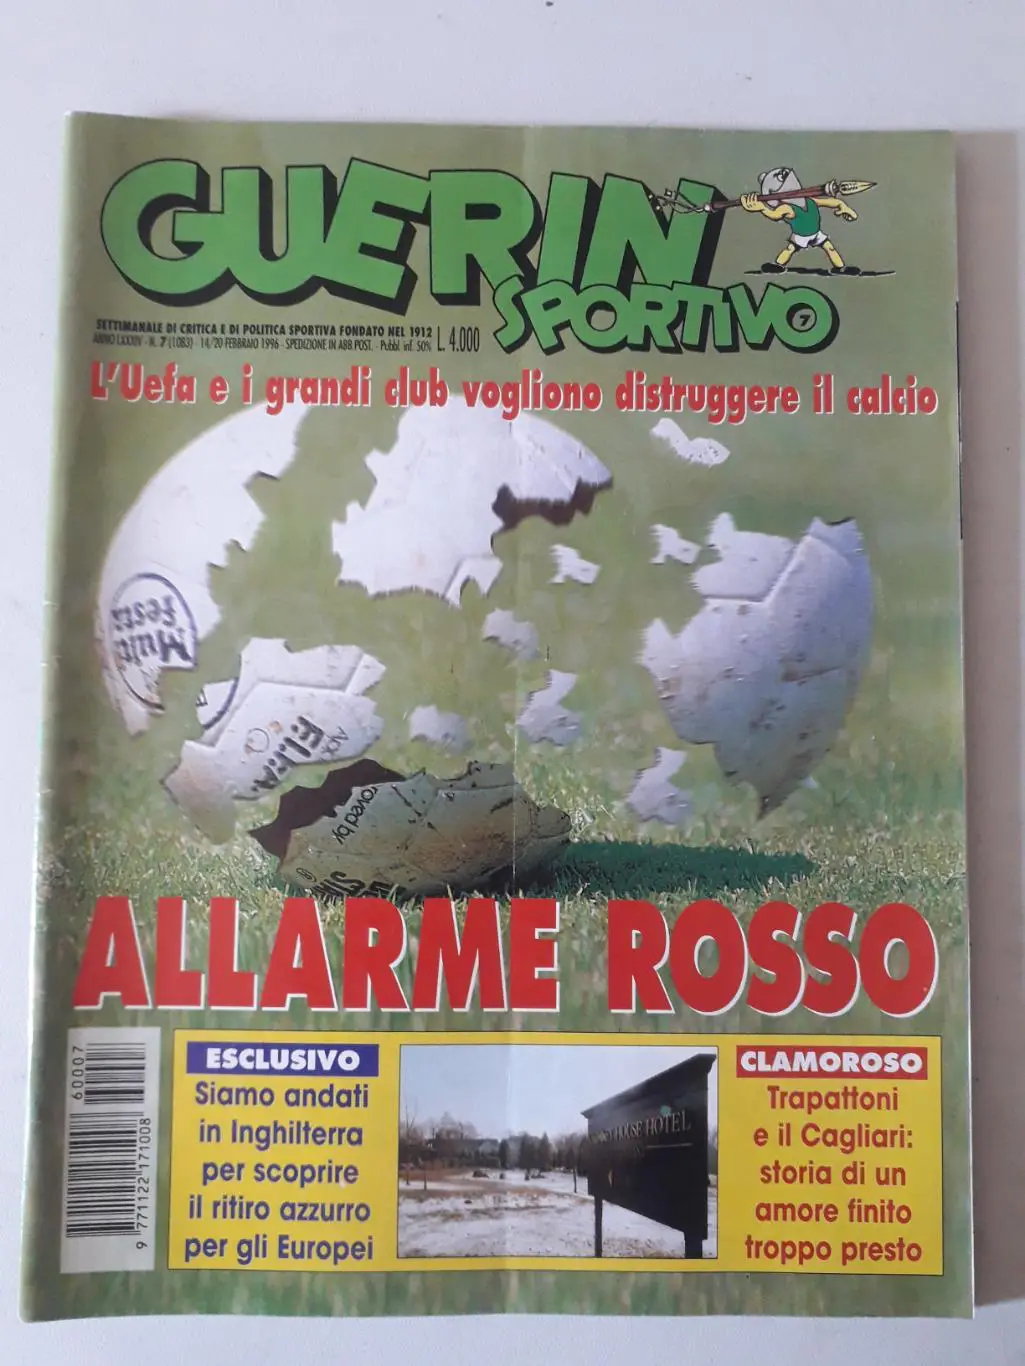 GUERIN
SPORTIVO
7
SETTIMANALE DI CRITICA E DI POLITICA SPORTIVA FONDATO NEL 1912
ANNO LXXXIV - N. 7 (1083) - 14/20 FEBBRAIO 1996 - SPEDIZIONE IN ABB. POST. - Pubbl. inf. 50%
L. 4.000
L'Uefa e i grandi club vogliono distruggere il calcio
F.I.F.A.
roved by
ALLARME ROSSO
60007
9 771122 171008
ESCLUSIVO
Siamo andati
in Inghilterra
per scoprire
il ritiro azzurro
per gli Europei
HOUSE HOTEL
CLAMOROSO
Trapattoni
e il Cagliari:
storia di un
amore finito
troppo presto